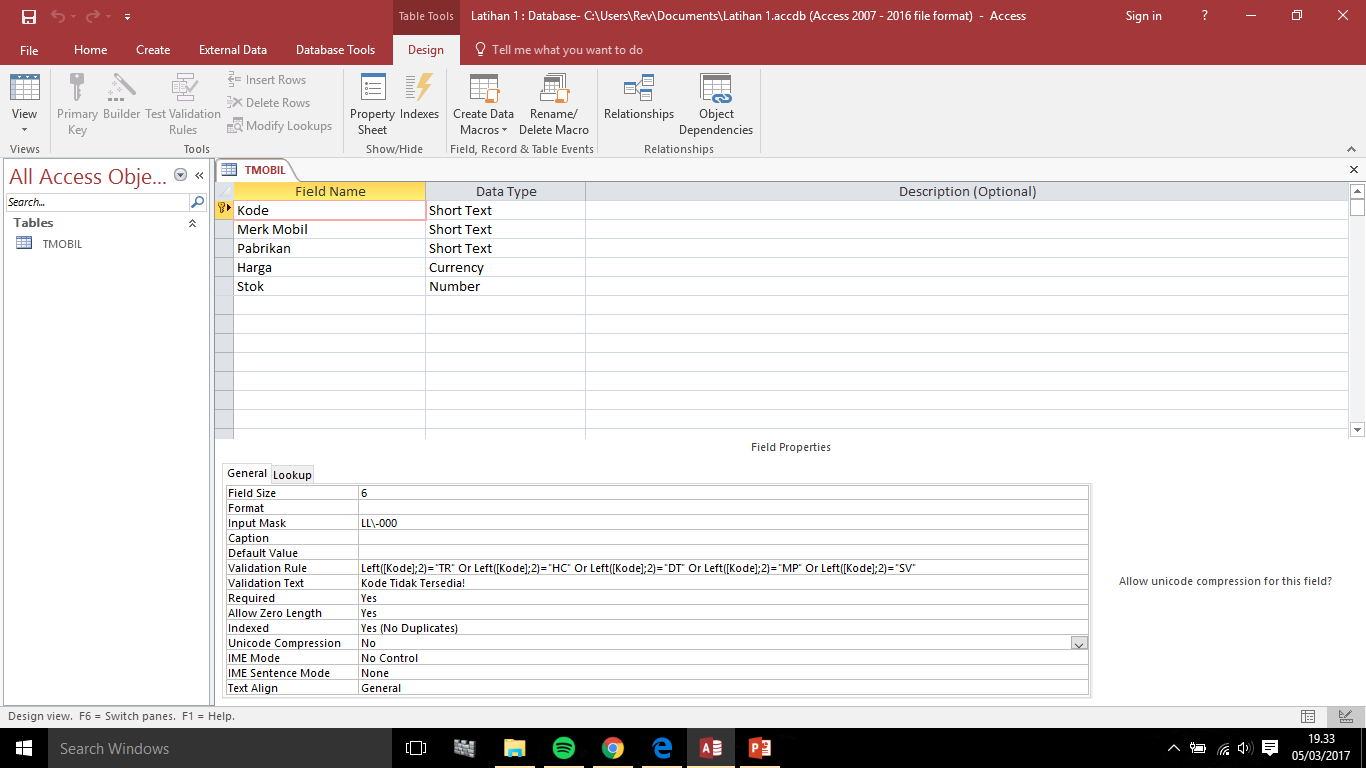 Table Tools
Latihan 1 : Database- C:\Users\Rev\Documents\Latihan 1.accdb (Access 2007 - 2016 file format) - Access
Sign in
?
File Home Create External Data Database Tools Design Tell me what you want to do
View
Primary Key
Builder
Test Validation Rules
Insert Rows
Delete Rows
Modify Lookups
Property Sheet
Indexes
Create Data Macros
Rename/ Delete Macro
Relationships
Object Dependencies
Views Tools Show/Hide Field, Record & Table Events Relationships
All Access Obje... «
Search...
Tables
TMOBIL
TMOBIL
Field Name Data Type Description (Optional)
Kode Short Text
Merk Mobil Short Text
Pabrikan Short Text
Harga Currency
Stok Number
Field Properties
General Lookup
Field Size 6
Format
Input Mask LL\-000
Caption
Default Value
Validation Rule Left([Kode];2)="TR" Or Left([Kode];2)="HC" Or Left([Kode];2)="DT" Or Left([Kode];2)="MP" Or Left([Kode];2)="SV"
Validation Text Kode Tidak Tersedia!
Required Yes
Allow Zero Length Yes
Indexed Yes (No Duplicates)
Unicode Compression No
IME Mode No Control
IME Sentence Mode None
Text Align General
Allow unicode compression for this field?
Design view. F6 = Switch panes. F1 = Help.
Search Windows
19.33
05/03/2017